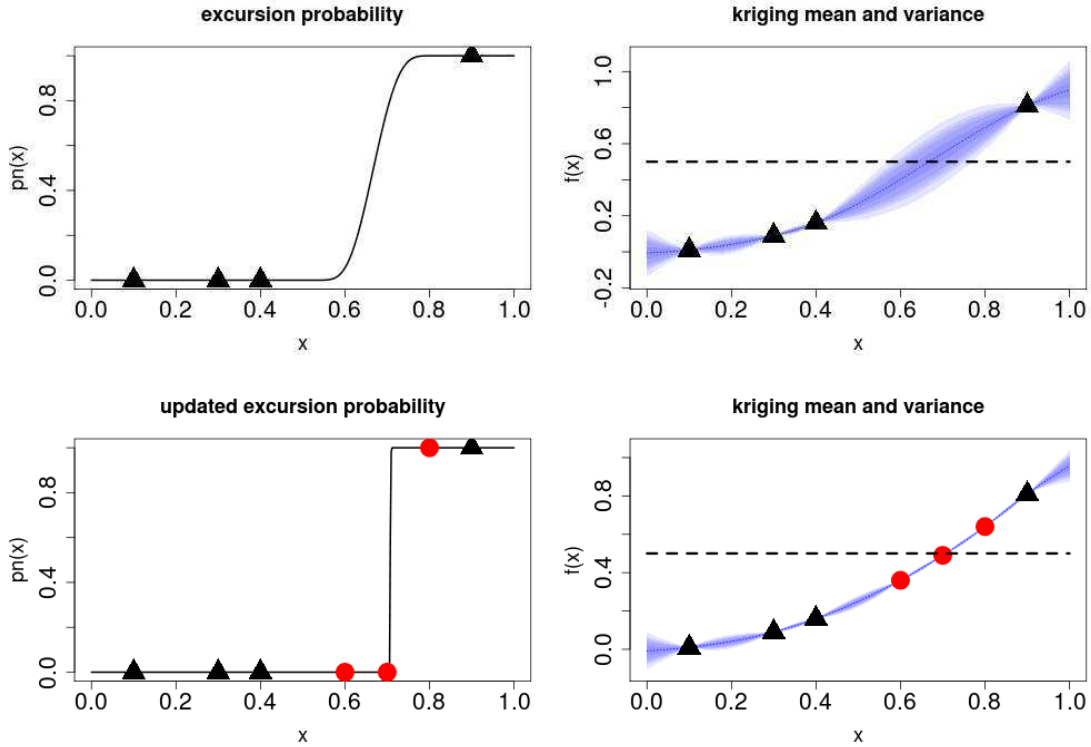 excursion probability
pn(x)
0.0 0.4 0.8
0.0 0.2 0.4 0.6 0.8 1.0
x
kriging mean and variance
f(x)
-0.2 0.2 0.6 1.0
0.0 0.2 0.4 0.6 0.8 1.0
x
updated excursion probability
pn(x)
0.0 0.4 0.8
0.0 0.2 0.4 0.6 0.8 1.0
x
kriging mean and variance
f(x)
0.0 0.4 0.8
0.0 0.2 0.4 0.6 0.8 1.0
x